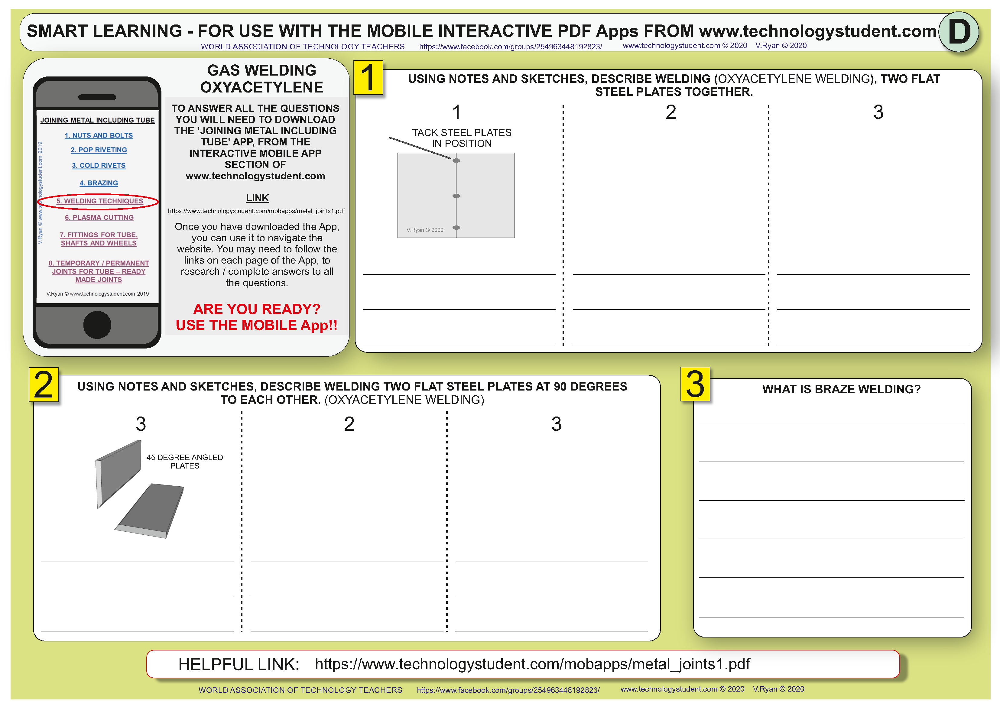 SMART LEARNING - FOR USE WITH THE MOBILE INTERACTIVE PDF Apps FROM www.technologystudent.com
D
WORLD ASSOCIATION OF TECHNOLOGY TEACHERS https://www.facebook.com/groups/254963448192823/ www.technologystudent.com © 2020 V.Ryan © 2020
GAS WELDING
OXYACETYLENE
TO ANSWER ALL THE QUESTIONS
YOU WILL NEED TO DOWNLOAD
THE ‘JOINING METAL INCLUDING
TUBE’ APP, FROM THE
INTERACTIVE MOBILE APP
SECTION OF
www.technologystudent.com
LINK
https://www.technologystudent.com/mobapps/metal_joints1.pdf
Once you have downloaded the App,
you can use it to navigate the
website. You may need to follow the
links on each page of the App, to
research / complete answers to all
the questions.
ARE YOU READY?
USE THE MOBILE App!!
JOINING METAL INCLUDING TUBE
1. NUTS AND BOLTS
2. POP RIVETING
3. COLD RIVETS
4. BRAZING
5. WELDING TECHNIQUES
6. PLASMA CUTTING
7. FITTINGS FOR TUBE,
SHAFTS AND WHEELS
8. TEMPORARY / PERMANENT
JOINTS FOR TUBE – READY
MADE JOINTS
V.Ryan © www.technologystudent.com 2019
V.Ryan © www.technologystudent.com 2019
1
USING NOTES AND SKETCHES, DESCRIBE WELDING (OXYACETYLENE WELDING), TWO FLAT
STEEL PLATES TOGETHER.
1
2
3
TACK STEEL PLATES
IN POSITION
V.Ryan © 2020
2
USING NOTES AND SKETCHES, DESCRIBE WELDING TWO FLAT STEEL PLATES AT 90 DEGREES
TO EACH OTHER. (OXYACETYLENE WELDING)
3
2
3
45 DEGREE ANGLED
PLATES
3
WHAT IS BRAZE WELDING?
HELPFUL LINK: https://www.technologystudent.com/mobapps/metal_joints1.pdf
WORLD ASSOCIATION OF TECHNOLOGY TEACHERS https://www.facebook.com/groups/254963448192823/ www.technologystudent.com © 2020 V.Ryan © 2020